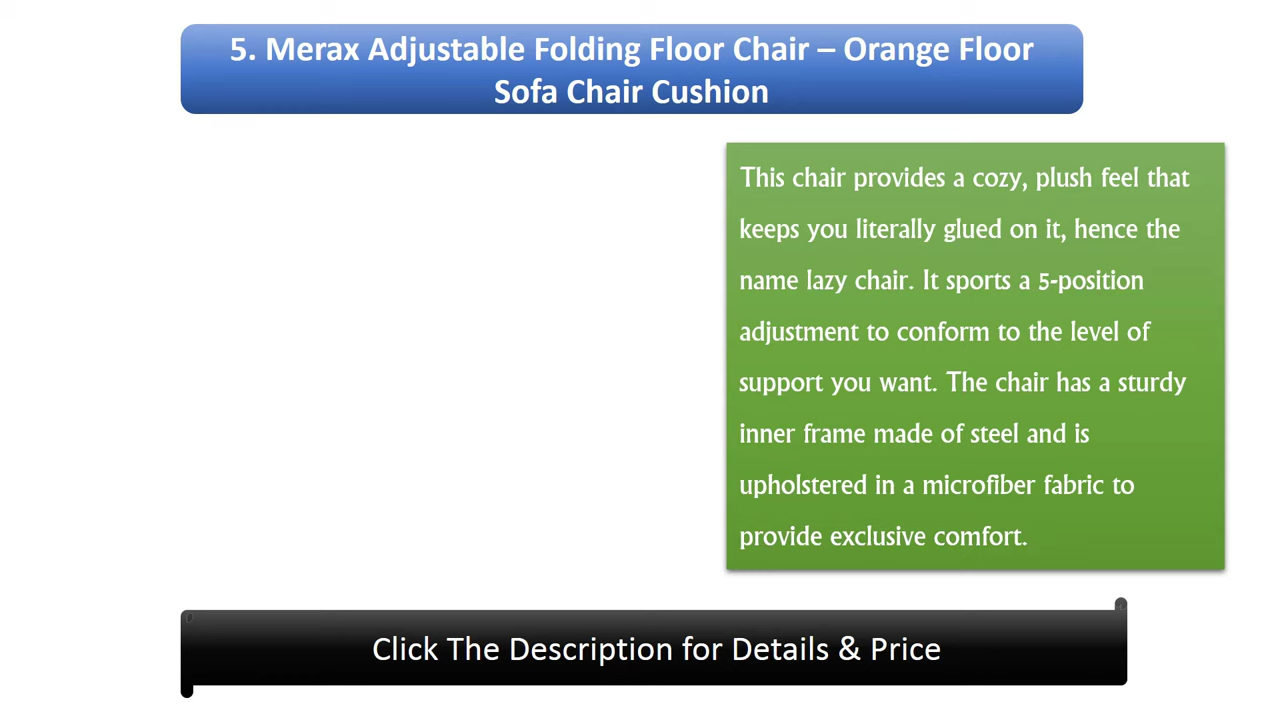 5. Merax Adjustable Folding Floor Chair – Orange Floor
Sofa Chair Cushion
This chair provides a cozy, plush feel that
keeps you literally glued on it, hence the
name lazy chair. It sports a 5-position
adjustment to conform to the level of
support you want. The chair has a sturdy
inner frame made of steel and is
upholstered in a microfiber fabric to
provide exclusive comfort.
Click The Description for Details & Price